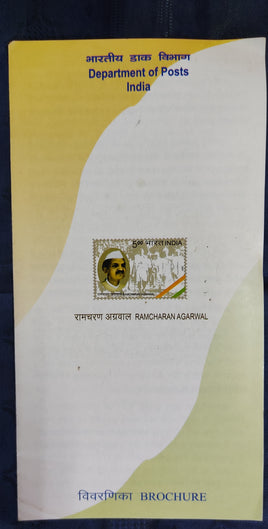 भारतीय डाक विभाग
Department of Posts
India
5.00 भारत INDIA
रामचरण अग्रवाल RAMCHARAN AGARWAL
विवरणिका BROCHURE